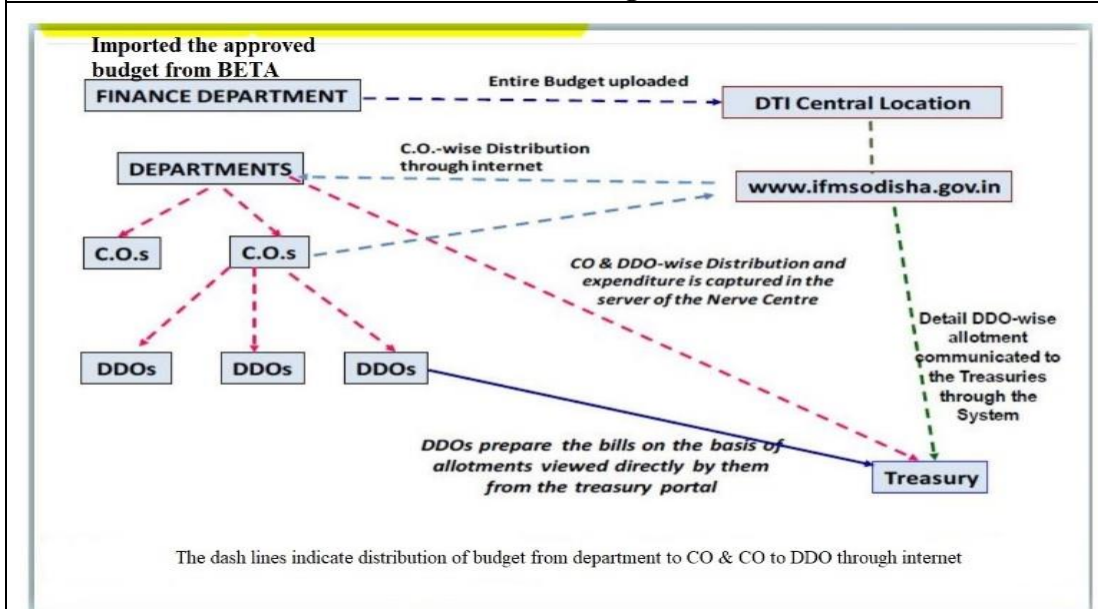 Imported the approved
budget from BETA
FINANCE DEPARTMENT
Entire Budget uploaded
DTI Central Location
C.O.-wise Distribution
through internet
DEPARTMENTS
www.ifmsodisha.gov.in
C.O.s
C.O.s
CO & DDO-wise Distribution and
expenditure is captured in the
server of the Nerve Centre
Detail DDO-wise
allotment
communicated to
the Treasuries
through the
System
DDOs
DDOs
DDOs
DDOs prepare the bills on the basis of
allotments viewed directly by them
from the treasury portal
Treasury
The dash lines indicate distribution of budget from department to CO & CO to DDO through internet